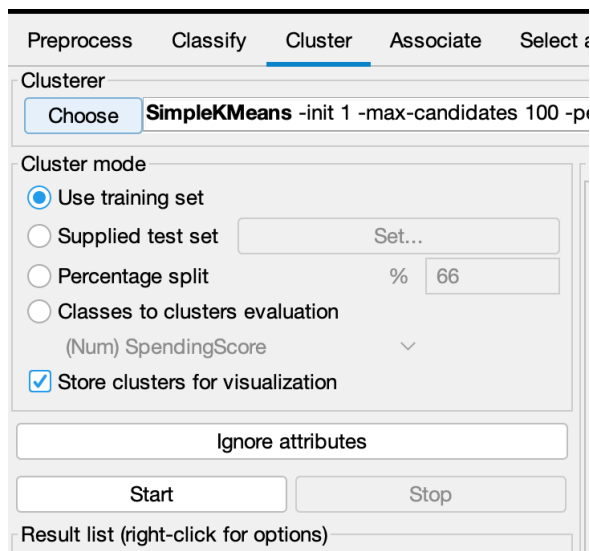 Preprocess Classify Cluster Associate Select
Clusterer
Choose SimpleKMeans -init 1 -max-candidates 100
Cluster mode
Use training set
Supplied test set Set...
Percentage split % 66
Classes to clusters evaluation
(Num) SpendingScore
Store clusters for visualization
Ignore attributes
Start Stop
Result list (right-click for options)